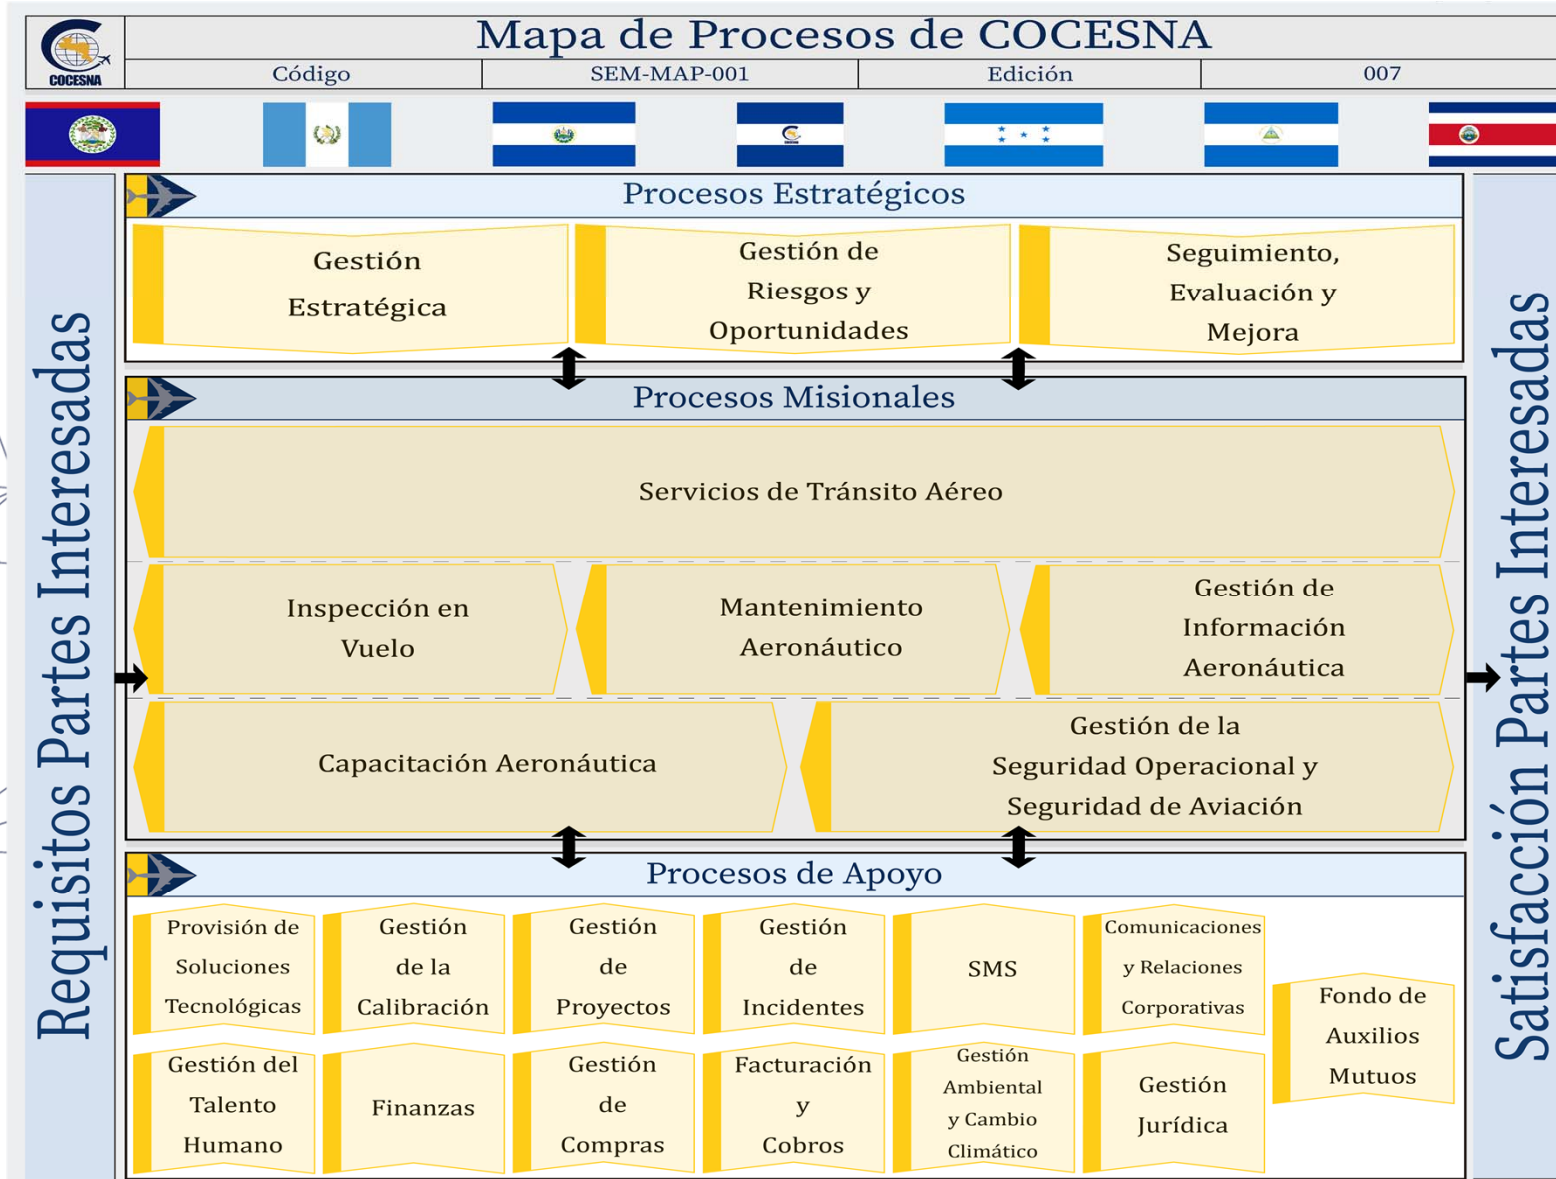 Mapa de Procesos de COCESNA
COCESNA
Código
SEM-MAP-001
Edición
007
Requisitos Partes Interesadas
Procesos Estratégicos
Gestión
Estratégica
Gestión de
Riesgos y
Oportunidades
Seguimiento,
Evaluación y
Mejora
Procesos Misionales
Servicios de Tránsito Aéreo
Inspección en
Vuelo
Mantenimiento
Aeronáutico
Gestión de
Información
Aeronáutica
Capacitación Aeronáutica
Gestión de la
Seguridad Operacional y
Seguridad de Aviación
Procesos de Apoyo
Provisión de
Soluciones
Tecnológicas
Gestión
de la
Calibración
Gestión
de
Proyectos
Gestión
de
Incidentes
SMS
Comunicaciones
y Relaciones
Corporativas
Fondo de
Auxilios
Mutuos
Gestión del
Talento
Humano
Finanzas
Gestión
de
Compras
Facturación
y
Cobros
Gestión
Ambiental
y Cambio
Climático
Gestión
Jurídica
Satisfacción Partes Interesadas